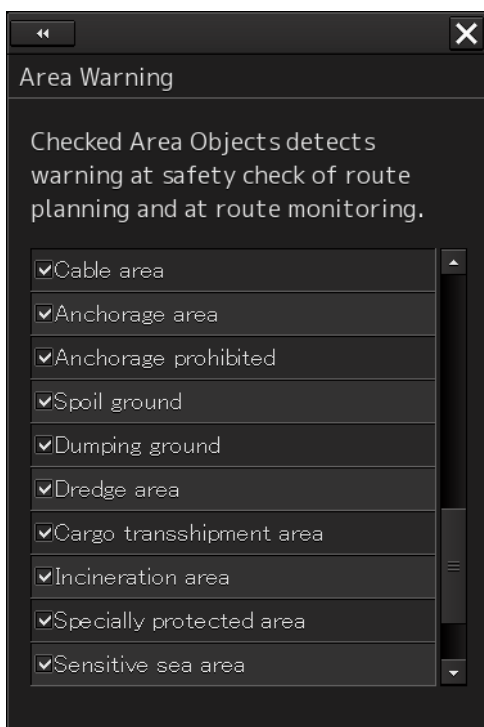 Area Warning
Checked Area Objects detects
warning at safety check of route
planning and at route monitoring.
Cable area
Anchorage area
Anchorage prohibited
Spoil ground
Dumping ground
Dredge area
Cargo transshipment area
Incineration area
Specially protected area
Sensitive sea area